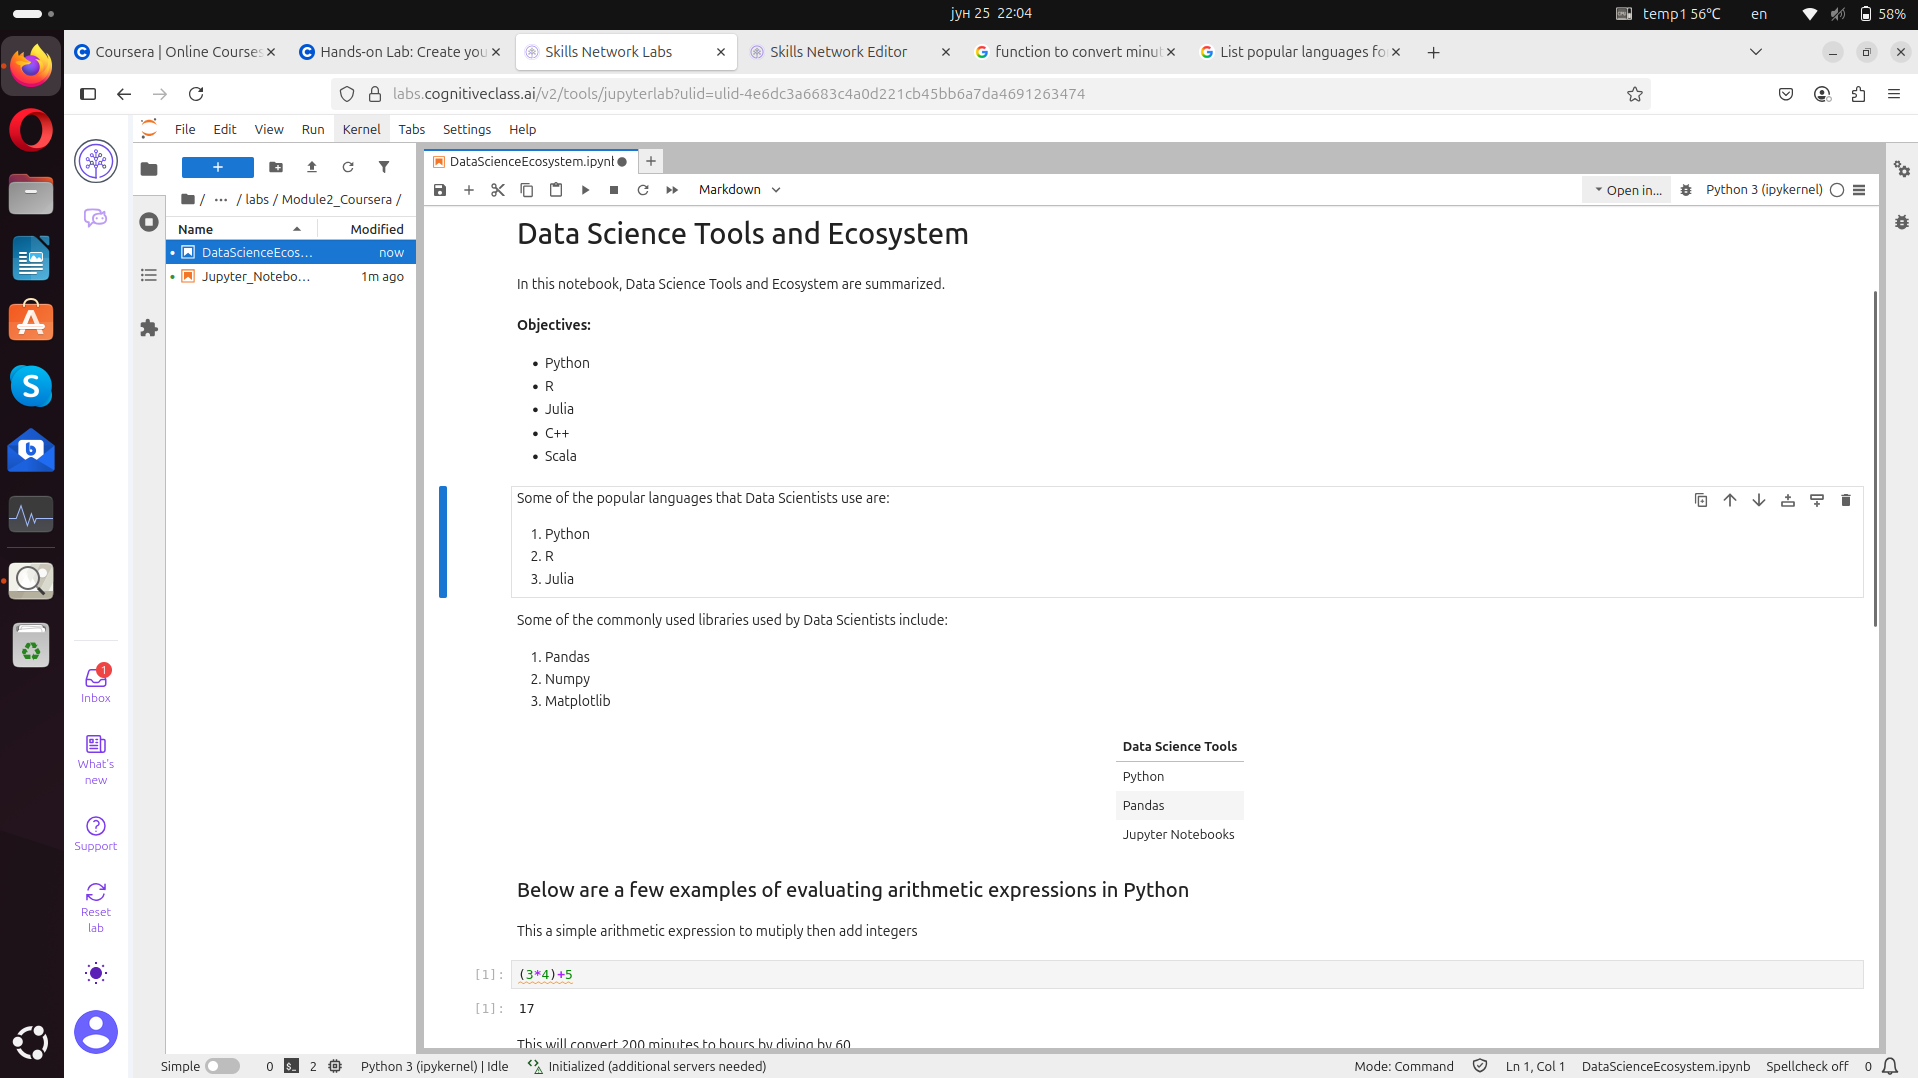 јун 25 22:04
temp1 56°C
en
58%
Coursera | Online Courses
Hands-on Lab: Create you
Skills Network Labs
Skills Network Editor
function to convert minut
List popular languages fo
labs.cognitiveclass.ai/v2/tools/jupyterlab?ulid=ulid-4e6dc3a6683c4a0d221cb45bb6a7da4691263474
File Edit View Run Kernel Tabs Settings Help
DataScienceEcosystem.ipynb
Markdown
Open in...
Python 3 (ipykernel)
/ ... / labs / Module2_Coursera /
Name Modified
DataScienceEcos... now
Jupyter_Notebo... 1m ago
Data Science Tools and Ecosystem
In this notebook, Data Science Tools and Ecosystem are summarized.
Objectives:
• Python
• R
• Julia
• C++
• Scala
Some of the popular languages that Data Scientists use are:
1. Python
2. R
3. Julia
Some of the commonly used libraries used by Data Scientists include:
1. Pandas
2. Numpy
3. Matplotlib
Data Science Tools
Python
Pandas
Jupyter Notebooks
Below are a few examples of evaluating arithmetic expressions in Python
This a simple arithmetic expression to mutiply then add integers
[1]: (3*4)+5
[1]: 17
This will convert 200 minutes to hours by diving by 60
1
Inbox
What's
new
Support
Reset
lab
Simple
0
2
Python 3 (ipykernel) | Idle
Initialized (additional servers needed)
Mode: Command
Ln 1, Col 1
DataScienceEcosystem.ipynb
Spellcheck off
0